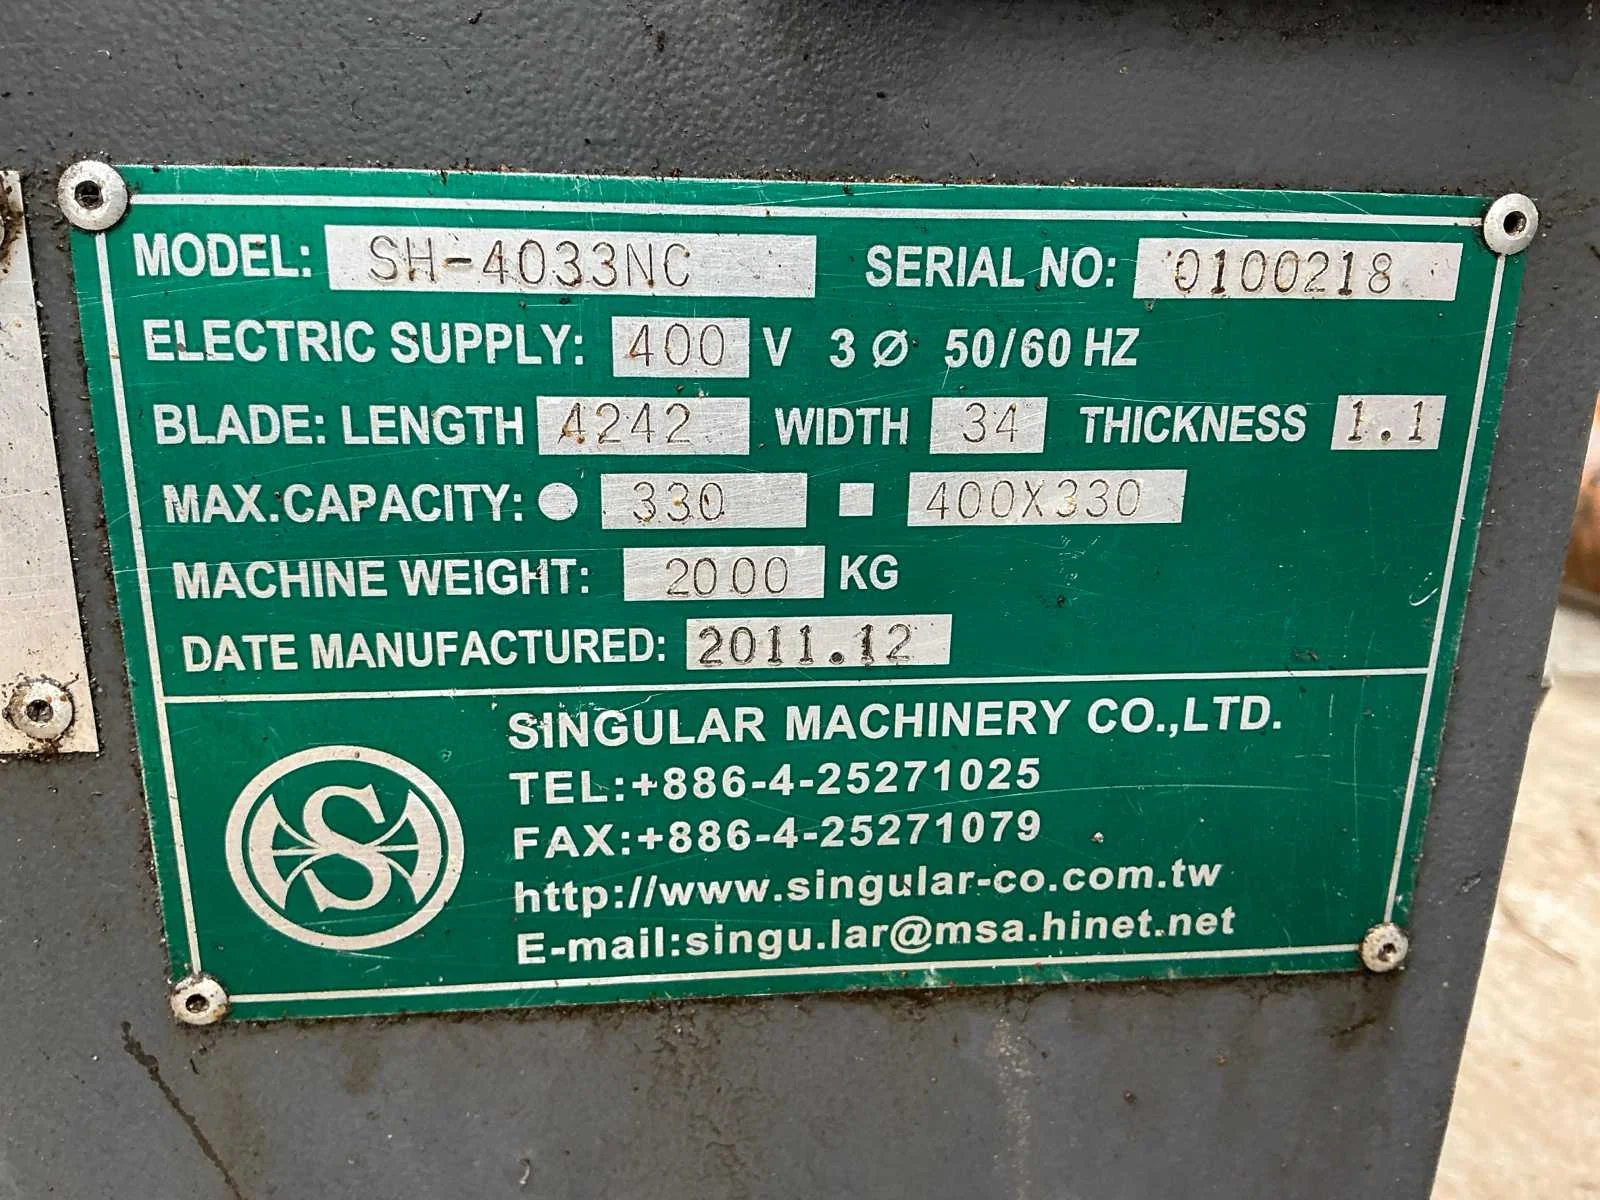 MODEL: SH-4033NC SERIAL NO: 0100218
ELECTRIC SUPPLY: 400 V 3 Ø 50/60 HZ
BLADE: LENGTH 4242 WIDTH 34 THICKNESS 1.1
MAX.CAPACITY: ● 330 ■ 400X330
MACHINE WEIGHT: 2000 KG
DATE MANUFACTURED: 2011.12
S
SINGULAR MACHINERY CO.,LTD.
TEL:+886-4-25271025
FAX:+886-4-25271079
http://www.singular-co.com.tw
E-mail:singu.lar@msa.hinet.net